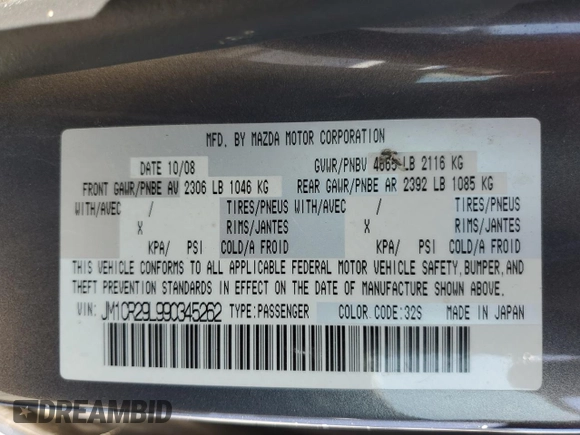 MFD. BY MAZDA MOTOR CORPORATION
DATE 10/08 GVWR/PNBV 4665 LB 2116 KG
FRONT GAWR/PNBE AV 2306 LB 1046 KG REAR GAWR/PNBE AR 2392 LB 1085 KG
WITH/AVEC / TIRES/PNEUS WITH/AVEC / TIRES/PNEUS
X RIMS/JANTES X RIMS/JANTES
KPA/ PSI COLD/A FROID KPA/ PSI COLD/A FROID
THIS VEHICLE CONFORMS TO ALL APPLICABLE FEDERAL MOTOR VEHICLE SAFETY, BUMPER, AND
THEFT PREVENTION STANDARDS IN EFFECT ON THE DATE OF MANUFACTURE SHOWN ABOVE.
VIN: JM1CR29L990345262 TYPE:PASSENGER COLOR.CODE:32S MADE IN JAPAN
DREAMBID